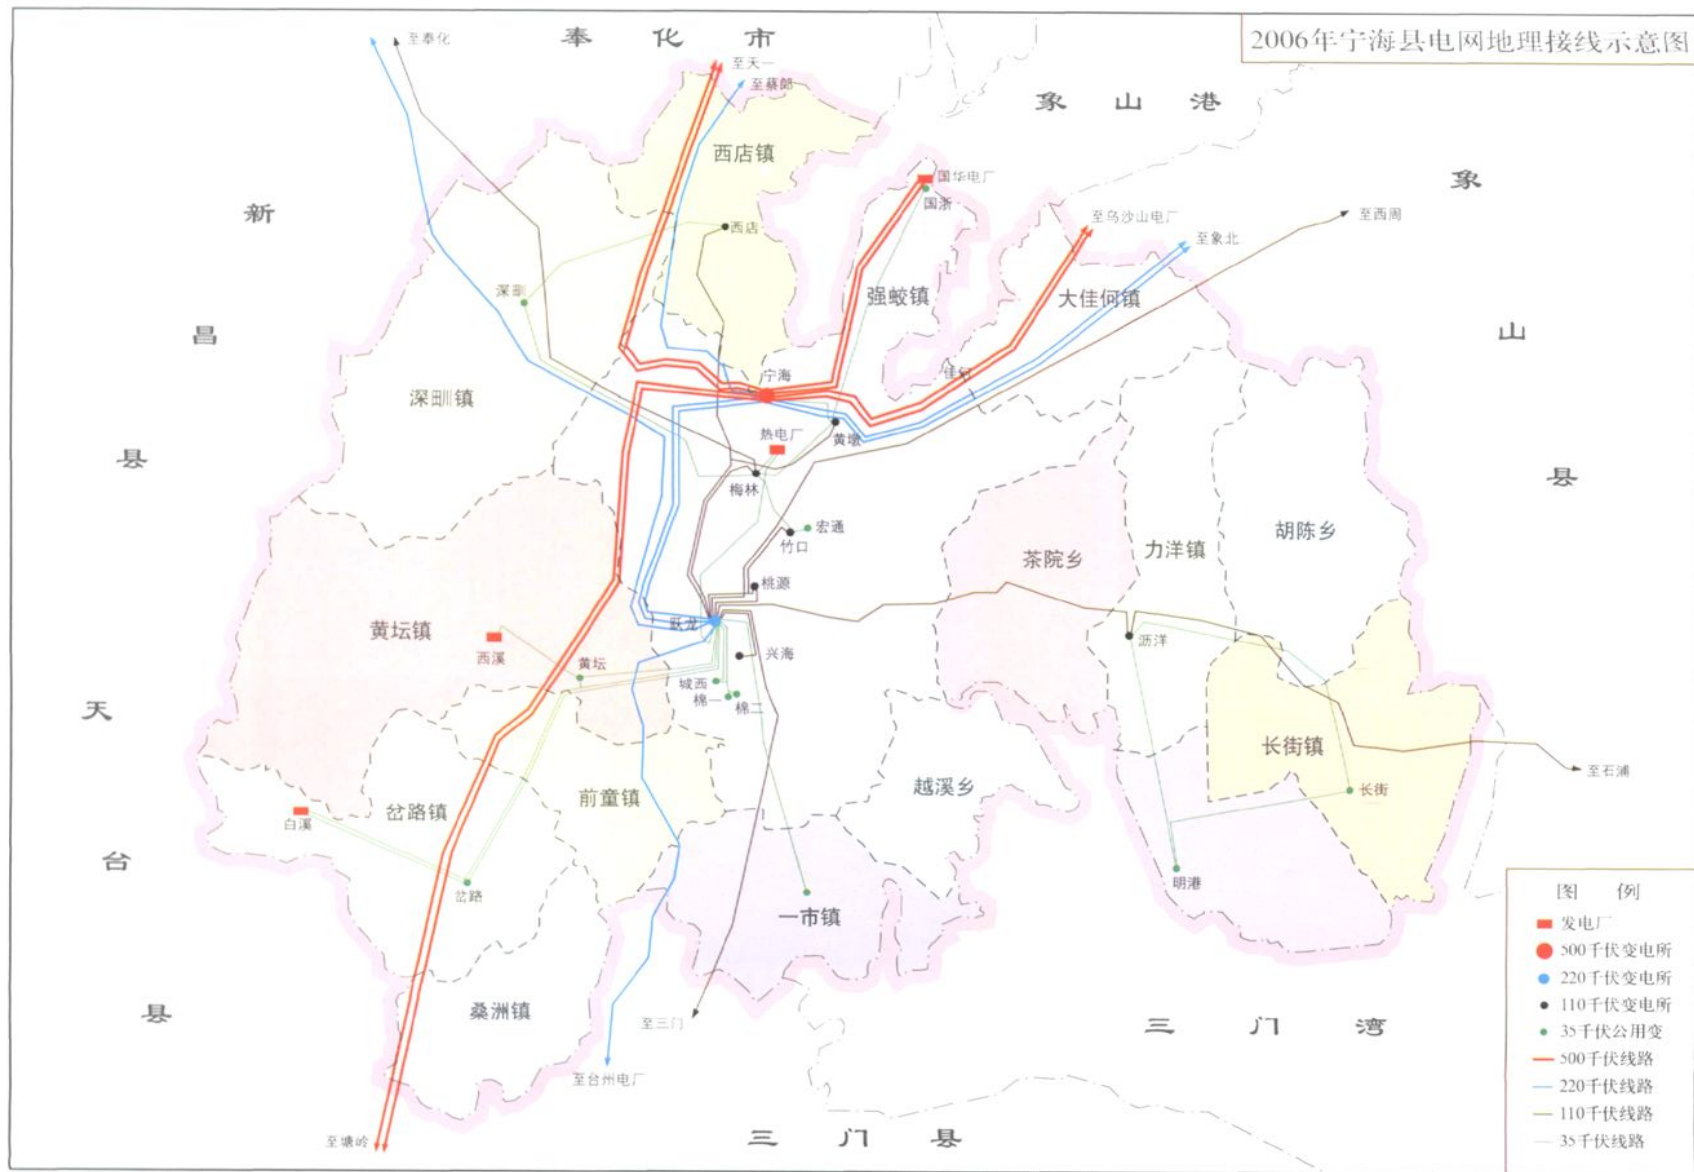 2006年宁海县电网地理接线示意图
奉化市
至奉化
至天一
至蔡郎
象山港
西店镇
国华电厂
国浙
象山县
新昌县
至乌沙山电厂
至西周
至象北
西店
深甽
强蛟镇
大佳何镇
宁海
佳何
深甽镇
热电厂
黄墩
梅林
宏通
竹口
茶院乡
力洋镇
胡陈乡
桃源
黄坛镇
跃龙
西溪
黄坛
兴海
沥洋
城西
棉一
棉二
天台县
长街镇
至石浦
越溪乡
前童镇
岔路镇
长街
白溪
岔路
明港
一市镇
桑洲镇
至三门
三门湾
至台州电厂
至塘岭
三门县
图例
发电厂
500千伏变电所
220千伏变电所
110千伏变电所
35千伏公用变
500千伏线路
220千伏线路
110千伏线路
35千伏线路